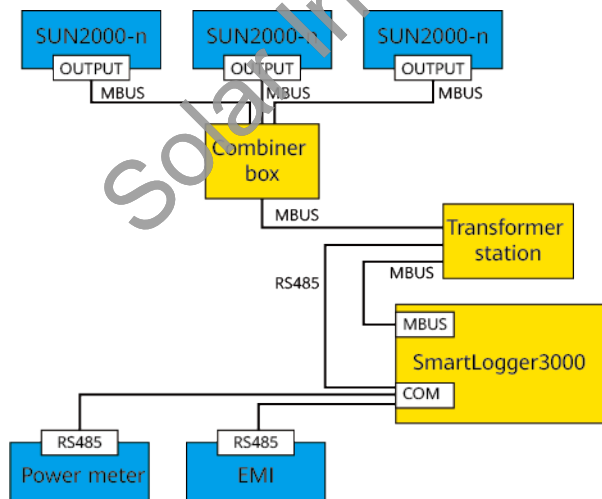 SUN2000-n
SUN2000-n
SUN2000-n
OUTPUT
OUTPUT
OUTPUT
MBUS
MBUS
MBUS
Combiner
box
MBUS
Transformer
station
MBUS
RS485
MBUS
SmartLogger3000
COM
RS485
RS485
Power meter
EMI
Solar